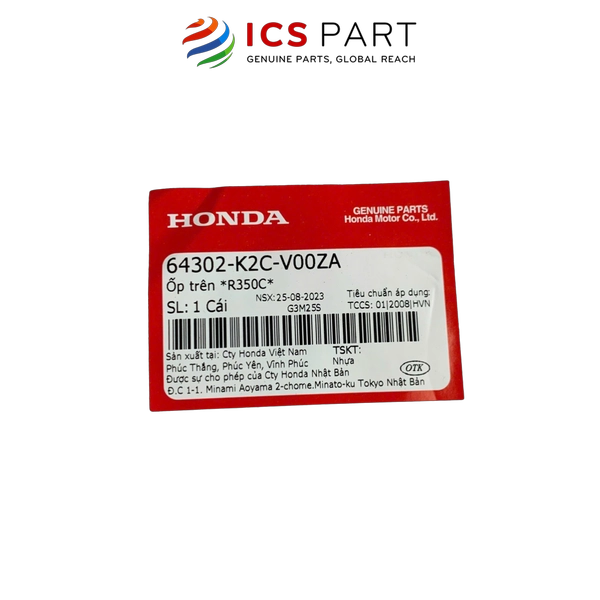 ICS PART
GENUINE PARTS, GLOBAL REACH
HONDA
GENUINE PARTS
Honda Motor Co., Ltd.
64302-K2C-V00ZA
Ốp trên *R350C*
SL: 1 Cái
NSX: 25-08-2023
G3M25S
Tiêu chuẩn áp dụng:
TCCS: 01|2008|HVN
Sản xuất tại: Cty Honda Việt Nam
TSKT:
Phúc Thắng, Phúc Yên, Vĩnh Phúc
Nhựa
Được sự cho phép của Cty Honda Nhật Bản
Đ.C 1-1. Minami Aoyama 2-chome.Minato-ku Tokyo Nhật Bản
OTK